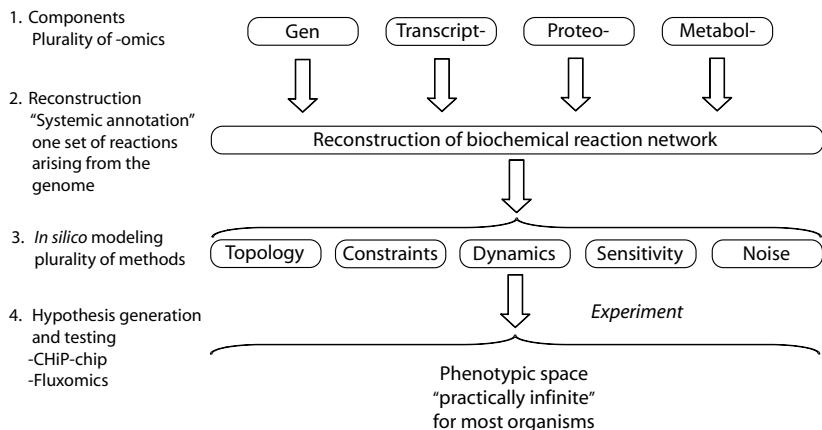 1. Components
Plurality of -omics
Gen
Transcript-
Proteo-
Metabol-
2. Reconstruction
"Systemic annotation"
one set of reactions
arising from the
genome
Reconstruction of biochemical reaction network
3. In silico modeling
plurality of methods
Topology
Constraints
Dynamics
Sensitivity
Noise
4. Hypothesis generation
and testing
-CHiP-chip
-Fluxomics
Experiment
Phenotypic space
"practically infinite"
for most organisms